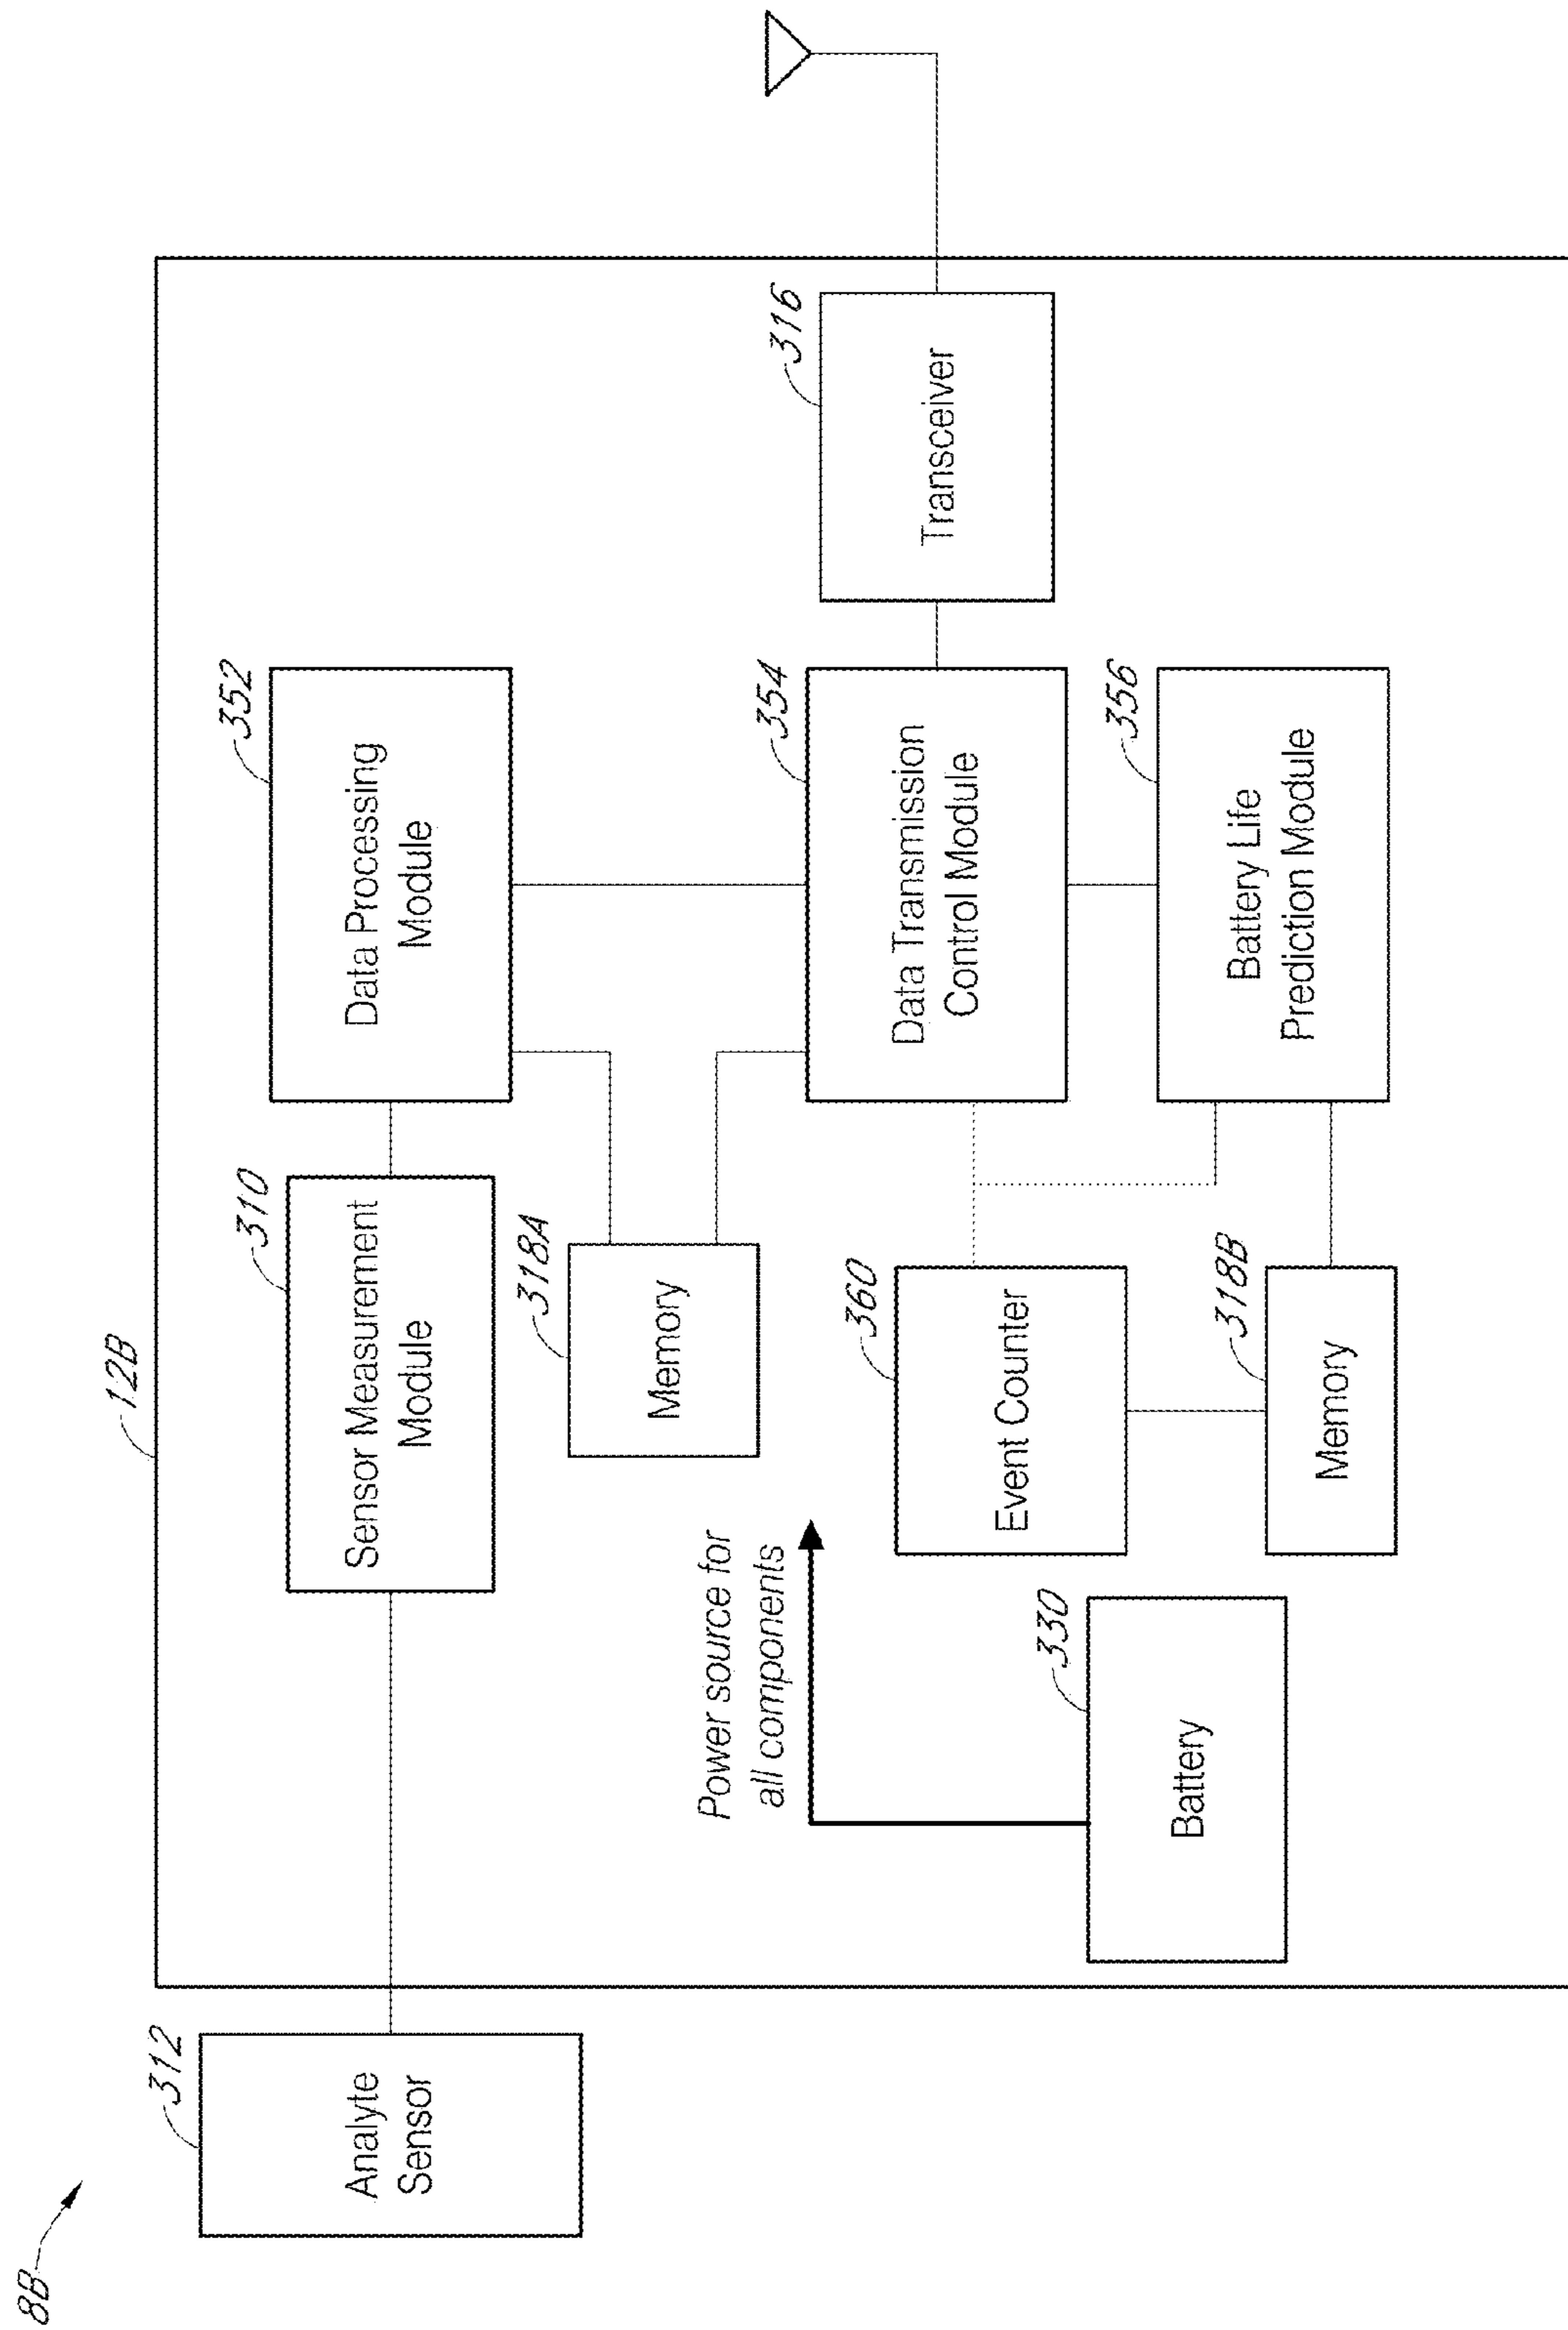 8B
12B
312
Analyte
Sensor
310
Sensor Measurement
Module
352
Data Processing
Module
318A
Memory
Power source for
all components
360
Event Counter
354
Data Transmission
Control Module
316
Transceiver
330
Battery
318B
Memory
356
Battery Life
Prediction Module